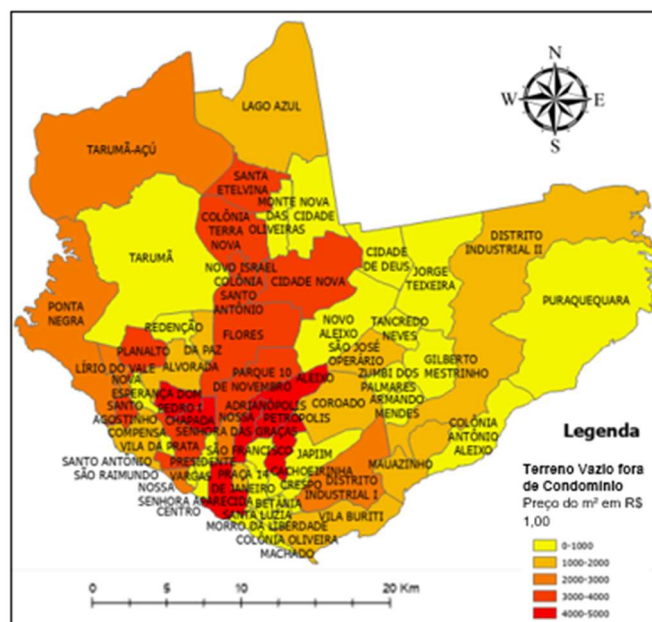 N
W E
S
LAGO AZUL
TARUMÃ-AÇÚ
SANTA
ETELVINA
MONTE NOVA
DAS CIDADE
OLIVEIRAS
COLÔNIA
TERRA
NOVA
DISTRITO
INDUSTRIAL II
TARUMÃ
CIDADE
DE DEUS
JORGE
TEIXEIRA
NOVO ISRAEL
COLÔNIA
SANTO
ANTÔNIO
CIDADE NOVA
PURAQUEQUARA
PONTA
NEGRA
REDENÇÃO
FLORES
NOVO
ALEIXO
TANCREDO
NEVES
PLANALTO
DA PAZ
SÃO JOSÉ
OPERÁRIO
GILBERTO
MESTRINHO
LÍRIO DO VALE
ALVORADA
PARQUE 10
DE NOVEMBRO
ALEIXO
ZUMBI DOS
PALMARES
NOVA
ESPERANÇA
DOM
PEDRO I
ADRIANÓPOLIS
COROADO
ARMANDO
MENDES
SANTO
AGOSTINHO
CHAPADA
NOSSA
SENHORA DAS GRAÇAS
PETROPOLIS
COLÔNIA
ANTÔNIO
ALEIXO
COMPENSA
VILA DA PRATA
SÃO FRANCISCO
JAPIIM
MAUAZINHO
SANTO ANTÔNIO
SÃO RAIMUNDO
PRESIDENTE
VARGAS
PRAÇA 14
DE JANEIRO
CACHOEIRINHA
CRESPO
DISTRITO
INDUSTRIAL I
NOSSA
SENHORA APARECIDA
CENTRO
BETÂNIA
SANTA LUZIA
MORRO DA LIBERDADE
VILA BURITI
COLÔNIA OLIVEIRA
MACHADO
Legenda
Terreno Vazio fora
de Condominio
Preço do m² em R$
1,00
0-1000
1000-2000
2000-3000
3000-4000
4000-5000
0 5 10 20 Km